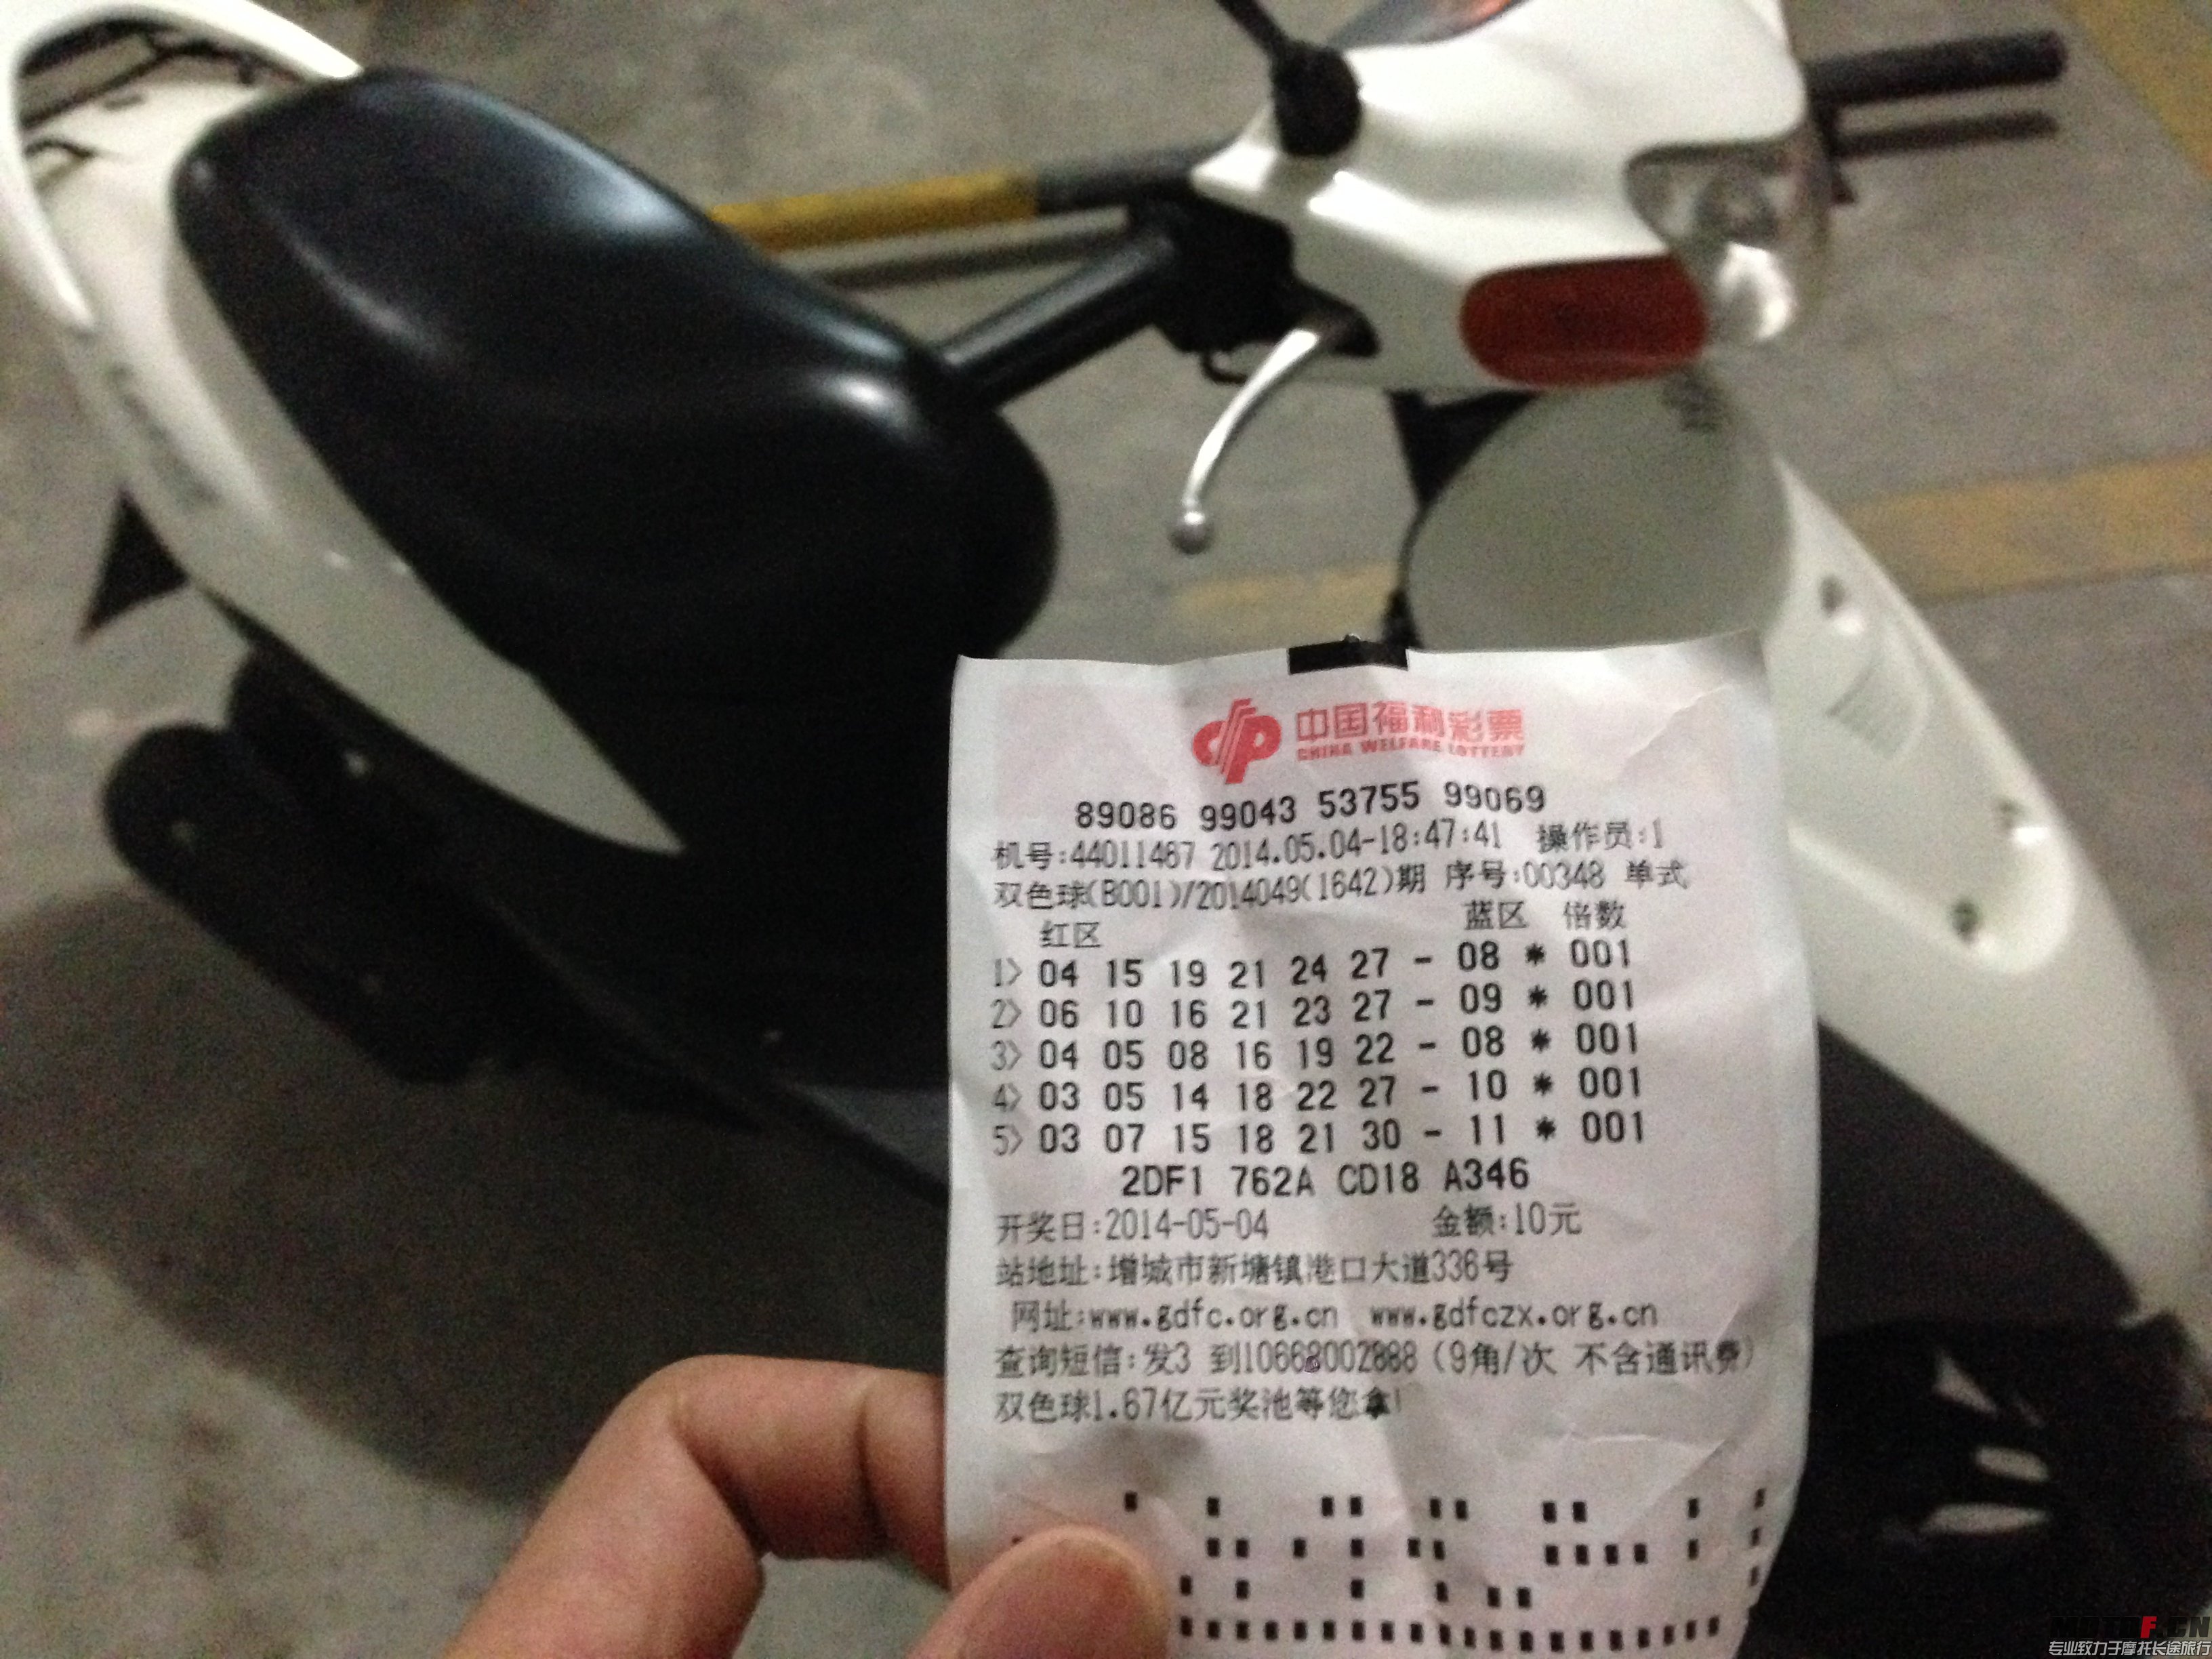 中国福利彩票
CHINA WELFARE LOTTERY
89086 99043 53755 99069
机号:44011467 2014.05.04-18:47:41 操作员:1
双色球(B001)/2014049(1642)期 序号:00348 单式
红区 蓝区 倍数
1> 04 15 19 21 24 27 - 08 * 001
2> 06 10 16 21 23 27 - 09 * 001
3> 04 05 08 16 19 22 - 08 * 001
4> 03 05 14 18 22 27 - 10 * 001
5> 03 07 15 18 21 30 - 11 * 001
2DF1 762A CD18 A346
开奖日:2014-05-04 金额:10元
站地址:增城市新塘镇港口大道336号
网址:www.gdfc.org.cn www.gdfczx.org.cn
查询短信:发3 到10668002888 (9角/次 不含通讯费)
双色球1.67亿元奖池等您拿!
MOTOF.CN
专业致力于摩托长途旅行